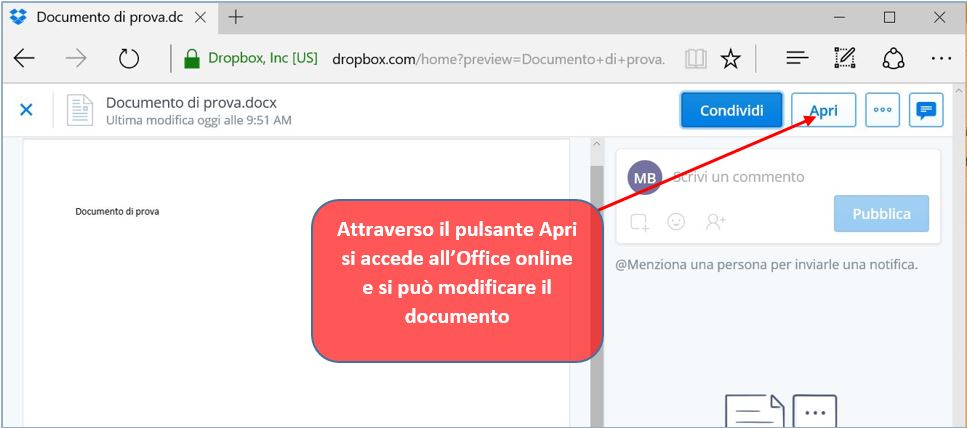 Documento di prova.dc
Dropbox, Inc [US] dropbox.com/home?preview=Documento+di+prova.
Documento di prova.docx
Ultima modifica oggi alle 9:51 AM
Condividi
Apri
Documento di prova
MB
Scrivi un commento
Pubblica
@Menziona una persona per inviarle una notifica.
Attraverso il pulsante Apri
si accede all’Office online
e si può modificare il
documento